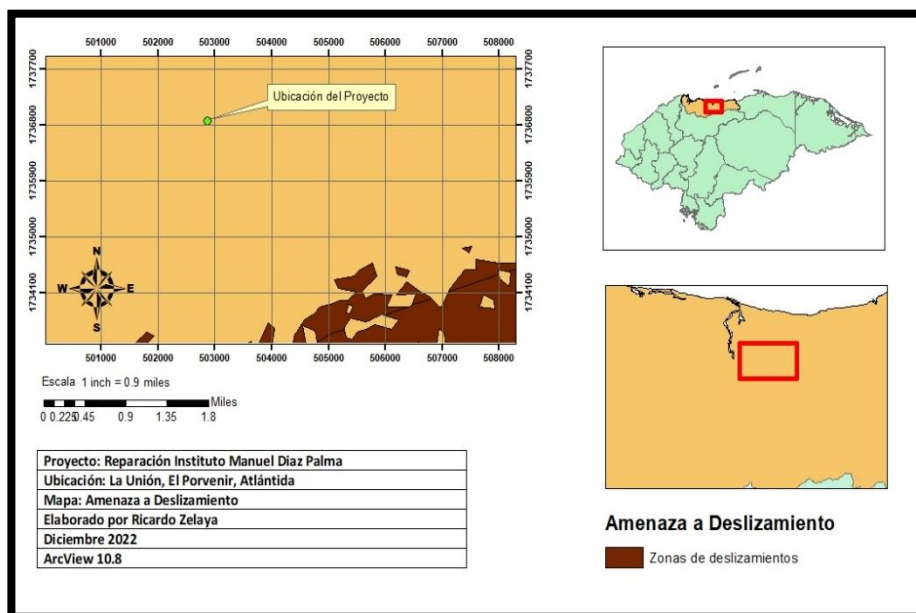 501000 502000 503000 504000 505000 506000 507000 508000
1737700 1737700
Ubicación del Proyecto
1736800 1736800
1735900 1735900
1735000 1735000
1734100 1734100
N
W E
S
501000 502000 503000 504000 505000 506000 507000 508000
Escala 1 inch = 0.9 miles
Miles
0 0.225 0.45 0.9 1.35 1.8
Proyecto: Reparación Instituto Manuel Diaz Palma
Ubicación: La Unión, El Porvenir, Atlántida
Mapa: Amenaza a Deslizamiento
Elaborado por Ricardo Zelaya
Diciembre 2022
ArcView 10.8
Amenaza a Deslizamiento
Zonas de deslizamientos